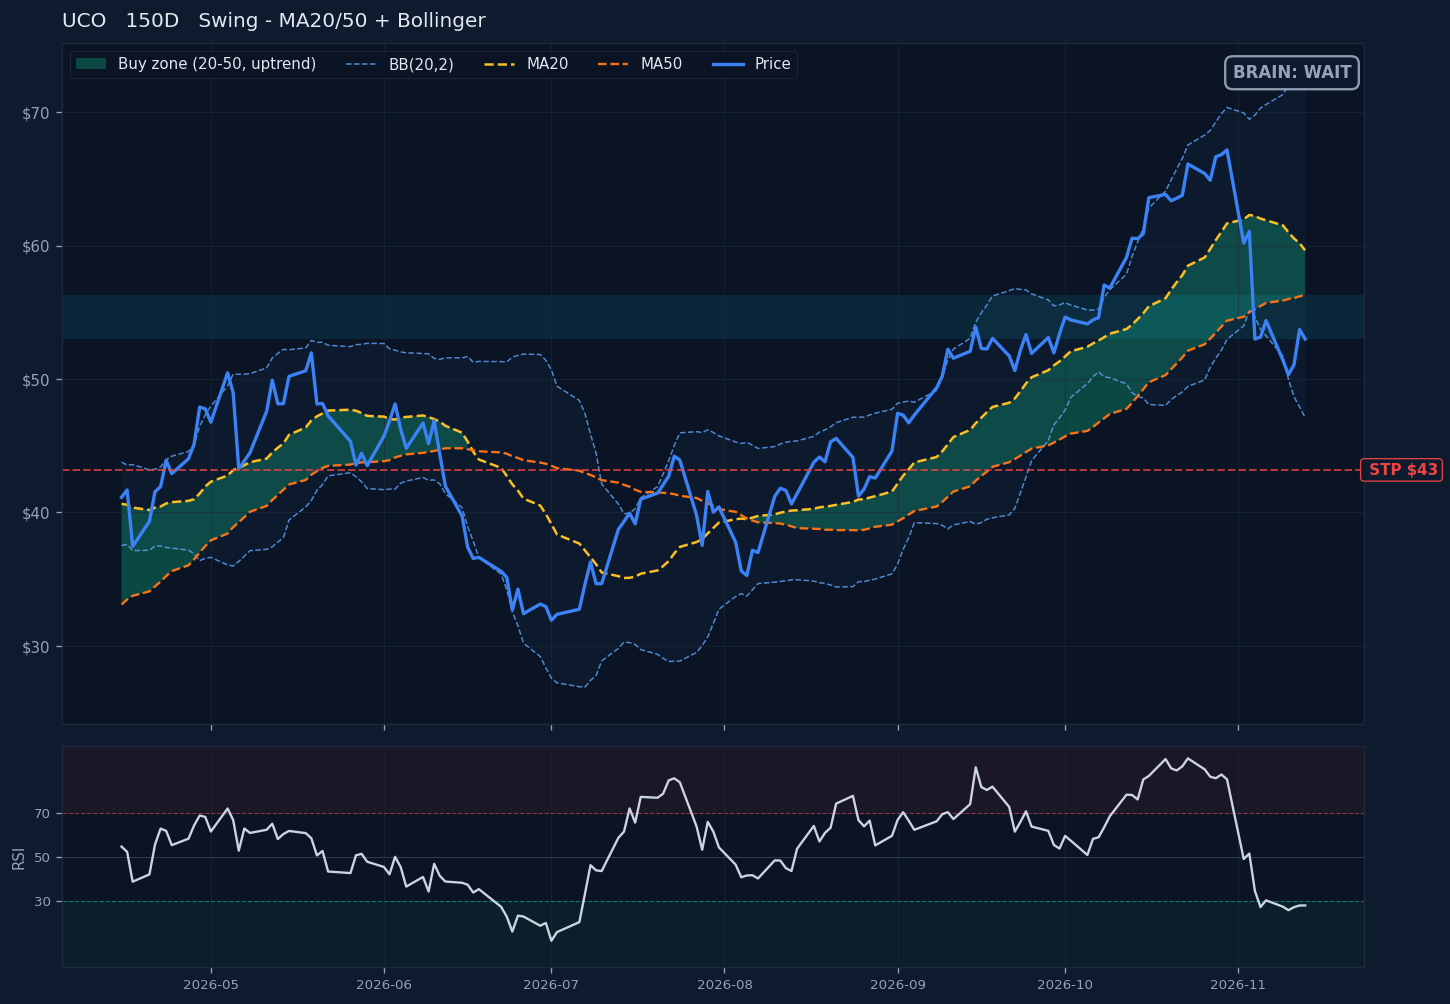 UCO   150D   Swing - MA20/50 + Bollinger
Buy zone (20-50, uptrend)   BB(20,2)   MA20   MA50   Price
BRAIN: WAIT
$70
$60
$50
STP $43
$40
$30
RSI
70
50
30
2026-05   2026-06   2026-07   2026-08   2026-09   2026-10   2026-11